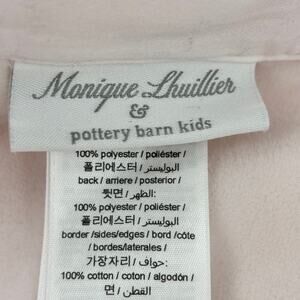 Monique Lhuillier
&
pottery barn kids
100% polyester / poliéster /
폴리에스터 / البوليستر /
back / arriere / posterior /
뒷면 / الظهر:
100% polyester / poliéster /
폴리에스터 / البوليستر /
border /sides/edges / bord /côte
/ bordes/laterales /
가장자리 / حواف:
100% cotton / coton / algodón /
면 / القطن /